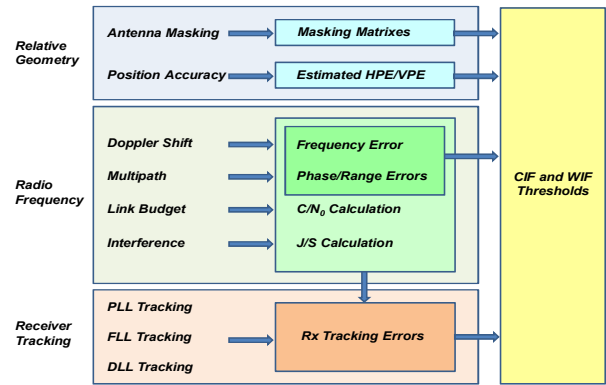 Relative
Geometry
Antenna Masking
Masking Matrixes
Position Accuracy
Estimated HPE/VPE
Radio
Frequency
Doppler Shift
Frequency Error
Multipath
Phase/Range Errors
Link Budget
C/N₀ Calculation
Interference
J/S Calculation
Receiver
Tracking
PLL Tracking
FLL Tracking
DLL Tracking
Rx Tracking Errors
CIF and WIF
Thresholds